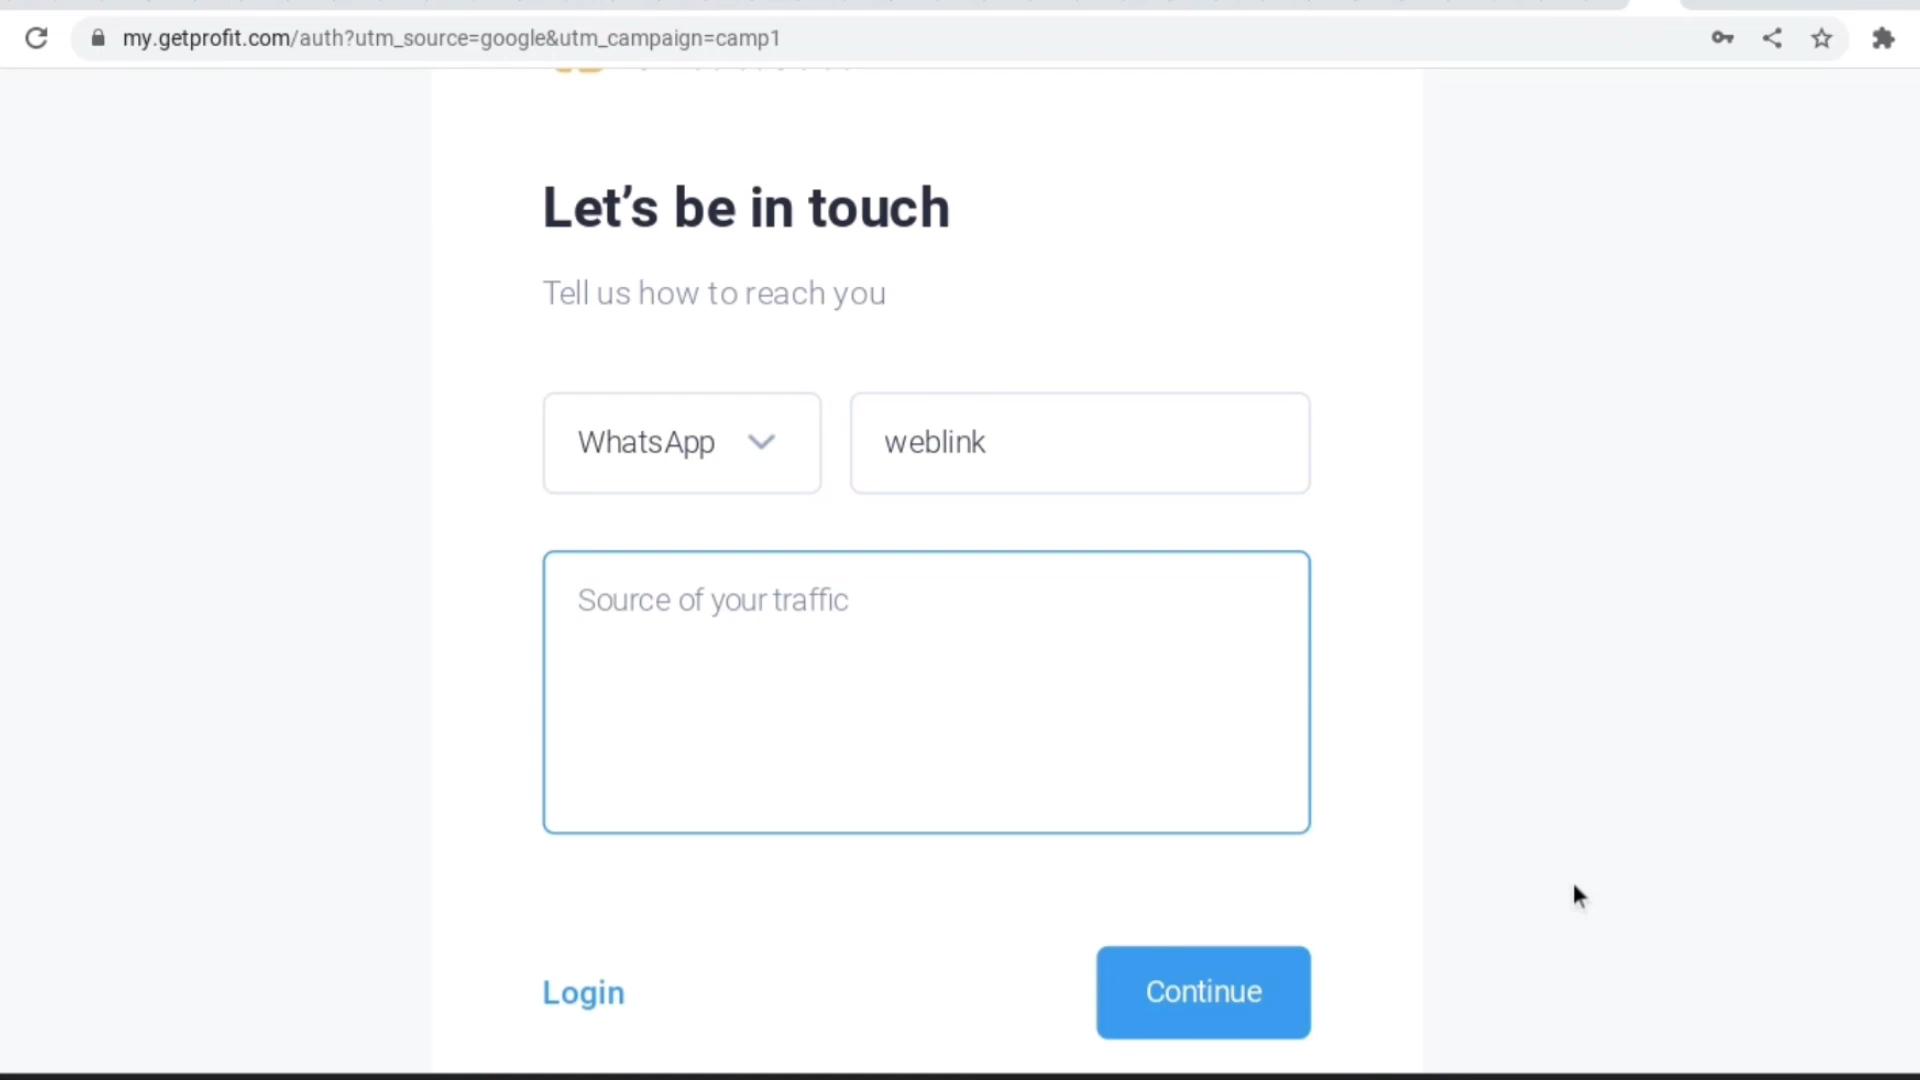 my.getprofit.com/auth?utm_source=google&utm_campaign=camp1
Let’s be in touch
Tell us how to reach you
WhatsApp
weblink
Source of your traffic
Login
Continue